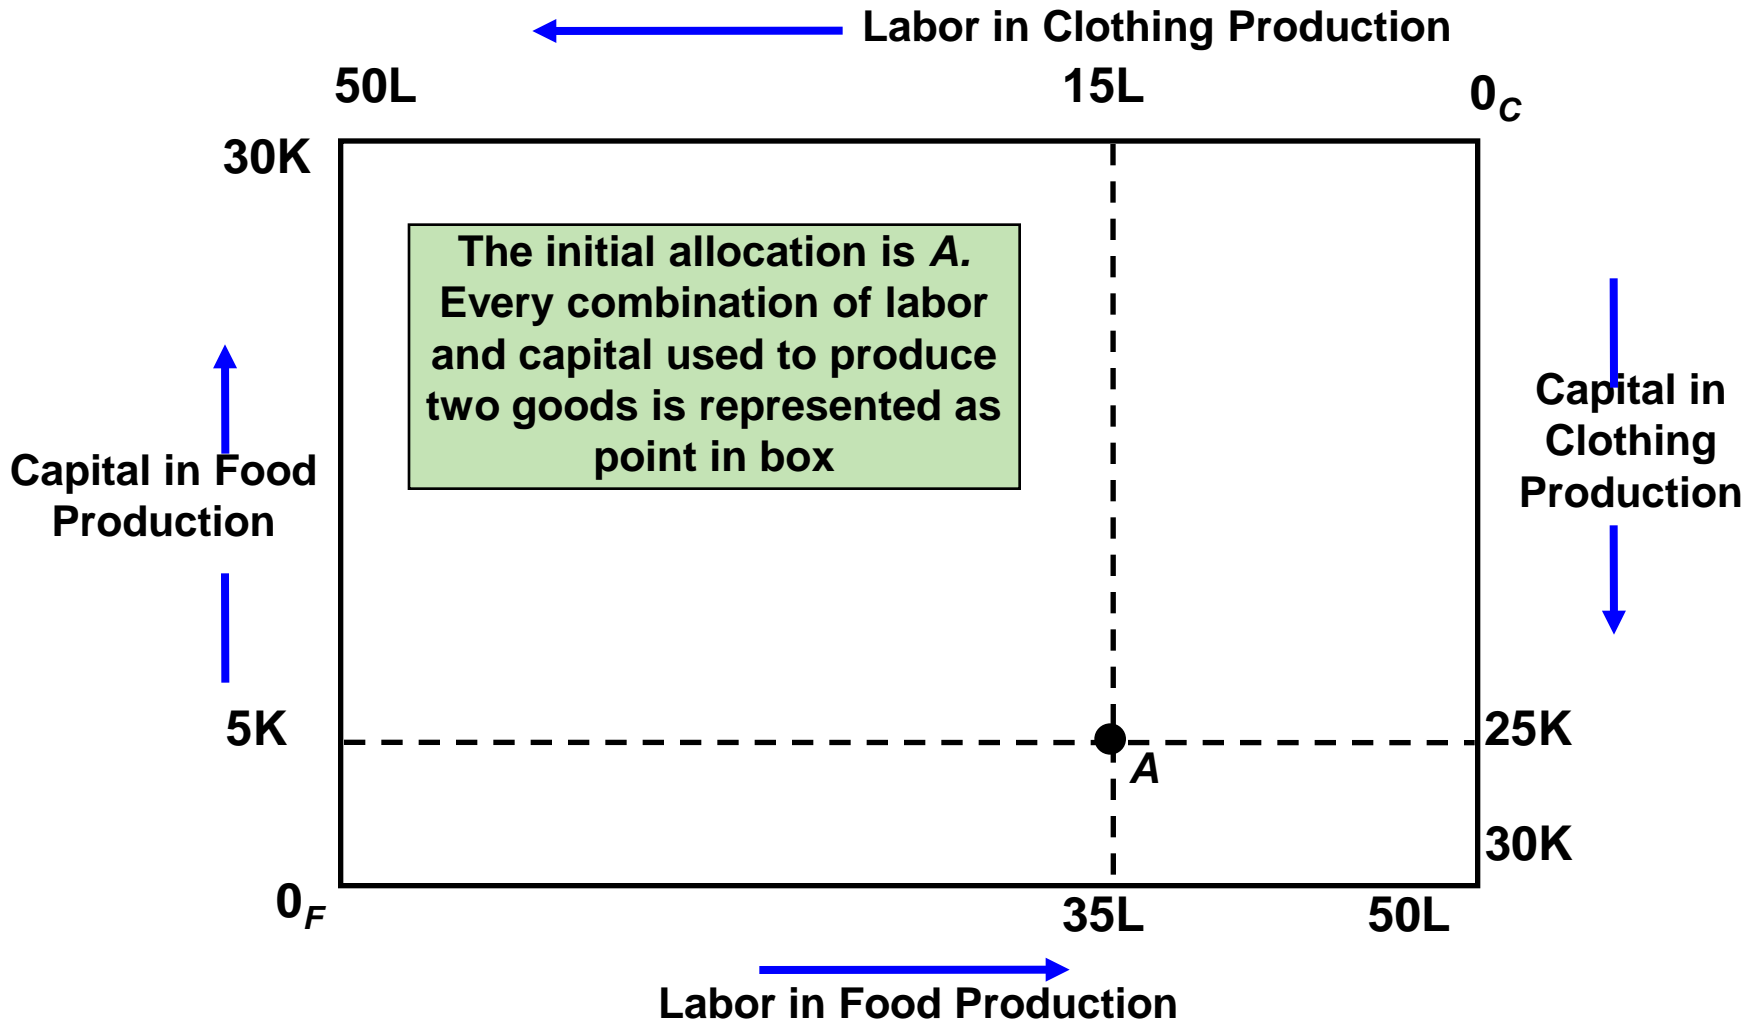 Labor in Clothing Production
50L
15L
0C
30K
The initial allocation is A.
Every combination of labor
and capital used to produce
two goods is represented as
point in box
Capital in
Clothing
Production
Capital in Food
Production
5K
25K
A
30K
0F
35L
50L
Labor in Food Production